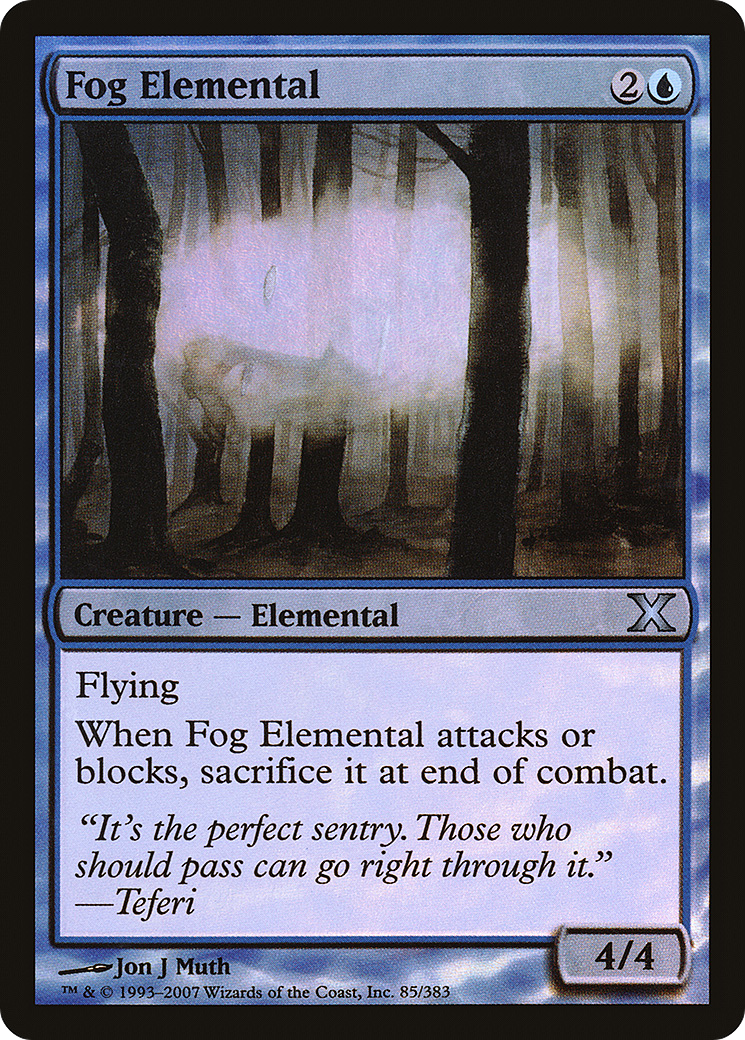 Fog Elemental 2
Creature — Elemental X
Flying
When Fog Elemental attacks or
blocks, sacrifice it at end of combat.
“It’s the perfect sentry. Those who
should pass can go right through it.”
—Teferi
4/4
Jon J Muth
™ & © 1993–2007 Wizards of the Coast, Inc. 85/383